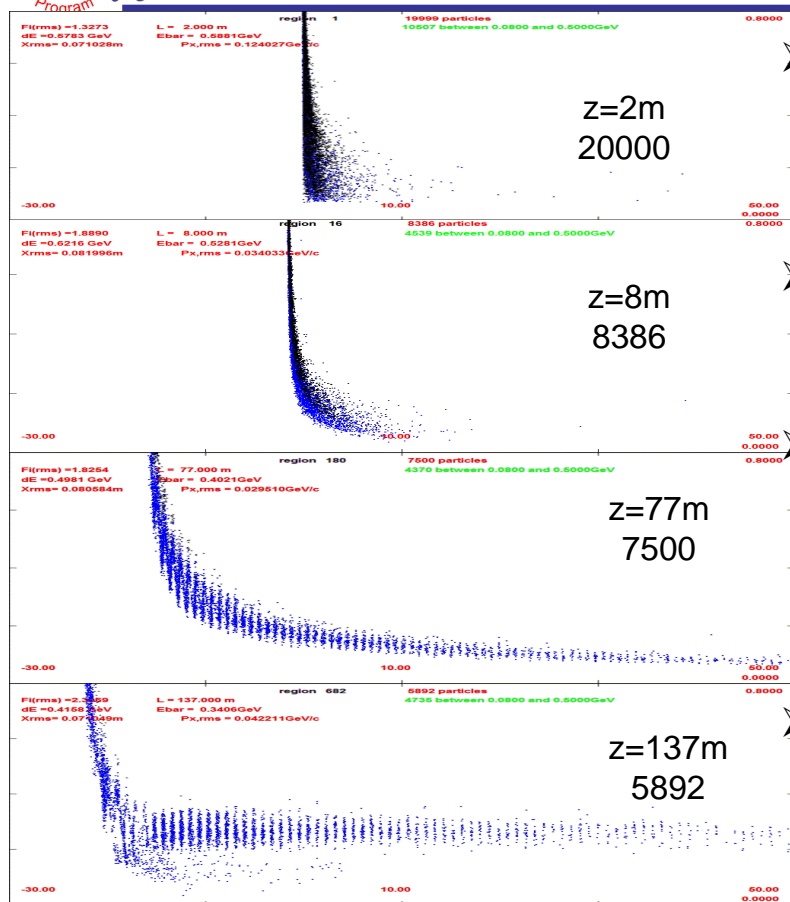 Program
region 1 19999 particles 0.8000
Fi(rms) =1.3273 L = 2.000 m 10507 between 0.0800 and 0.5000GeV
dE =0.5783 GeV Ebar = 0.5881GeV
Xrms= 0.071028m Px,rms = 0.124027GeV/c
z=2m
20000
-30.00 10.00 50.00
0.0000
region 16 8386 particles 0.8000
Fi(rms) =1.8890 L = 8.000 m 4539 between 0.0800 and 0.5000GeV
dE =0.6216 GeV Ebar = 0.5281GeV
Xrms= 0.081996m Px,rms = 0.034033GeV/c
z=8m
8386
-30.00 10.00 50.00
0.0000
region 180 7500 particles 0.8000
Fi(rms) =1.8254 L = 77.000 m 4370 between 0.0800 and 0.5000GeV
dE =0.4981 GeV Ebar = 0.4021GeV
Xrms= 0.080584m Px,rms = 0.029510GeV/c
z=77m
7500
-30.00 10.00 50.00
0.0000
region 682 5892 particles 0.8000
L = 137.000 m 4735 between 0.0800 and 0.5000GeV
dE =0.4158 GeV Ebar = 0.3406GeV
Px,rms = 0.042211GeV/c
z=137m
5892
-30.00 10.00 50.00
0.0000